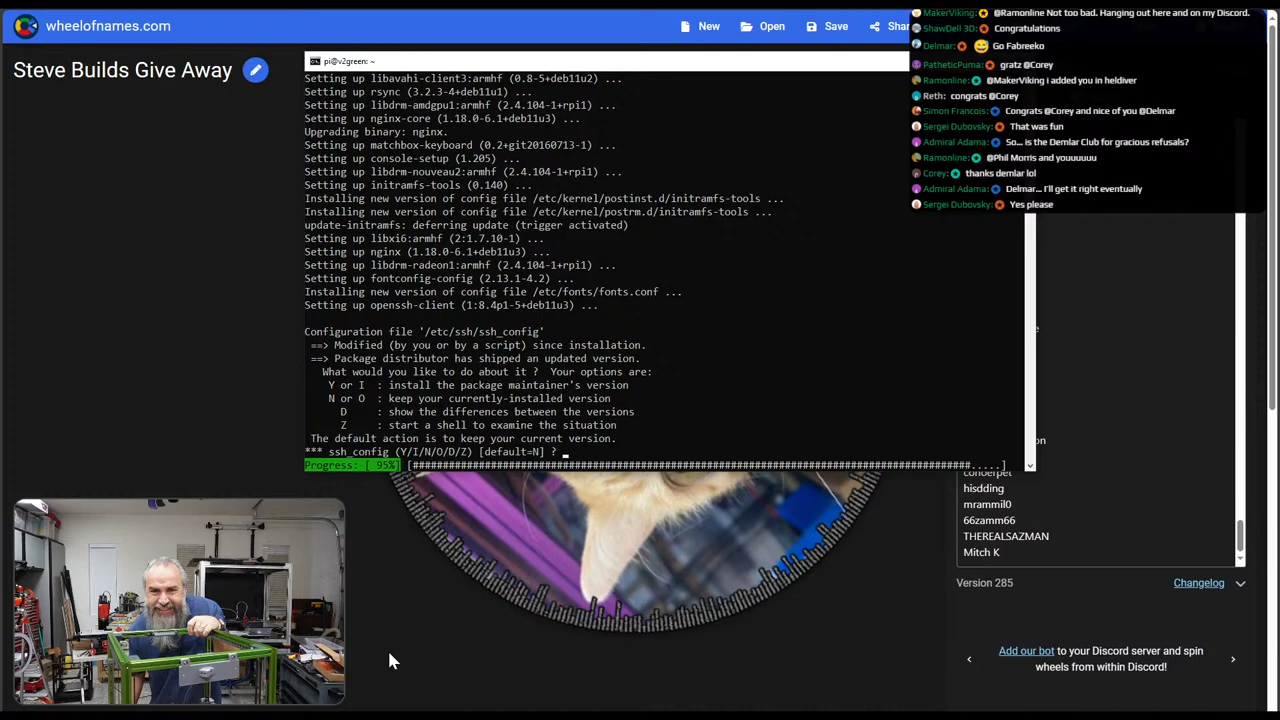 wheelofnames.com
New
Open
Save
Shar
Steve Builds Give Away
pi@v2green: ~
Setting up libavahi-client3:armhf (0.8-5+deb11u2) ...
Setting up rsync (3.2.3-4+deb11u1) ...
Setting up libdrm-amdgpu1:armhf (2.4.104-1+rpi1) ...
Setting up nginx-core (1.18.0-6.1+deb11u3) ...
Upgrading binary: nginx.
Setting up matchbox-keyboard (0.2+git20160713-1) ...
Setting up console-setup (1.205) ...
Setting up libdrm-nouveau2:armhf (2.4.104-1+rpi1) ...
Setting up initramfs-tools (0.140) ...
Installing new version of config file /etc/kernel/postinst.d/initramfs-tools ...
Installing new version of config file /etc/kernel/postrm.d/initramfs-tools ...
update-initramfs: deferring update (trigger activated)
Setting up libxi6:armhf (2:1.7.10-1) ...
Setting up nginx (1.18.0-6.1+deb11u3) ...
Setting up libdrm-radeon1:armhf (2.4.104-1+rpi1) ...
Setting up fontconfig-config (2.13.1-4.2) ...
Installing new version of config file /etc/fonts/fonts.conf ...
Setting up openssh-client (1:8.4p1-5+deb11u3) ...
Configuration file '/etc/ssh/ssh_config'
==> Modified (by you or by a script) since installation.
==> Package distributor has shipped an updated version.
What would you like to do about it ? Your options are:
Y or I : install the package maintainer's version
N or O : keep your currently-installed version
D : show the differences between the versions
Z : start a shell to examine the situation
The default action is to keep your current version.
*** ssh_config (Y/I/N/O/D/Z) [default=N] ? _
Progress: [ 95%] [#####################################################################################.....]
MakerViking: @Ramonline Not too bad. Hanging out here and on my Discord.
ShawDell 3D: Congratulations
Delmar: Go Fabreeko
PatheticPuma: gratz @Corey
Ramonline: @MakerViking i added you in heldiver
Reth: congrats @Corey
Simon Francois: Congrats @Corey and nice of you @Delmar
Sergei Dubovsky: That was fun
Admiral Adama: So... is the Demlar Club for gracious refusals?
Ramonline: @Phil Morris and youuuuuu
Corey: thanks demlar lol
Admiral Adama: Delmar... I'll get it right eventually
Sergei Dubovsky: Yes please
e
on
hisdding
mrammil0
66zamm66
THEREALSAZMAN
Mitch K
Version 285
Changelog
Add our bot to your Discord server and spin
wheels from within Discord!